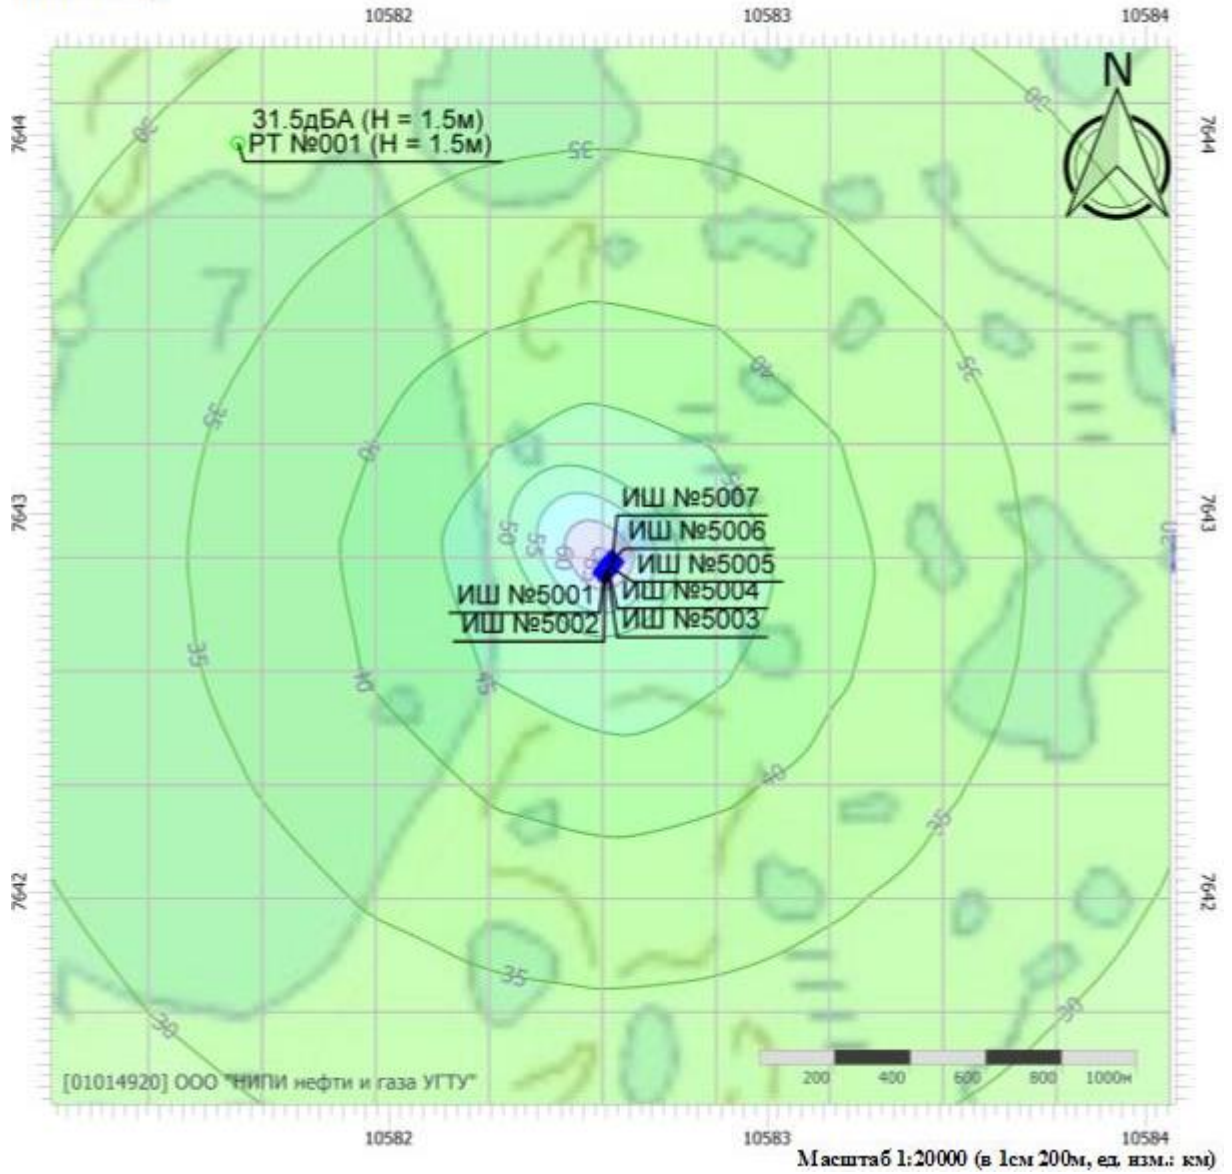 10582 10583 10584
N
31.5дБА (H = 1.5м)
РТ №001 (H = 1.5м)
7644 7644
30 30
35
35 35
40 40
45
50 55 60
ИШ №5007
ИШ №5006
ИШ №5005
ИШ №5004
ИШ №5003
ИШ №5001
ИШ №5002
7643 7643
35 40 45
40
35
35
7642 7642
30 30
200 400 600 800 1000м
[01014920] ООО "НИПИ нефти и газа УГТУ"
10582 10583 10584
Масштаб 1:20000 (в 1см 200м, ед. изм.: км)